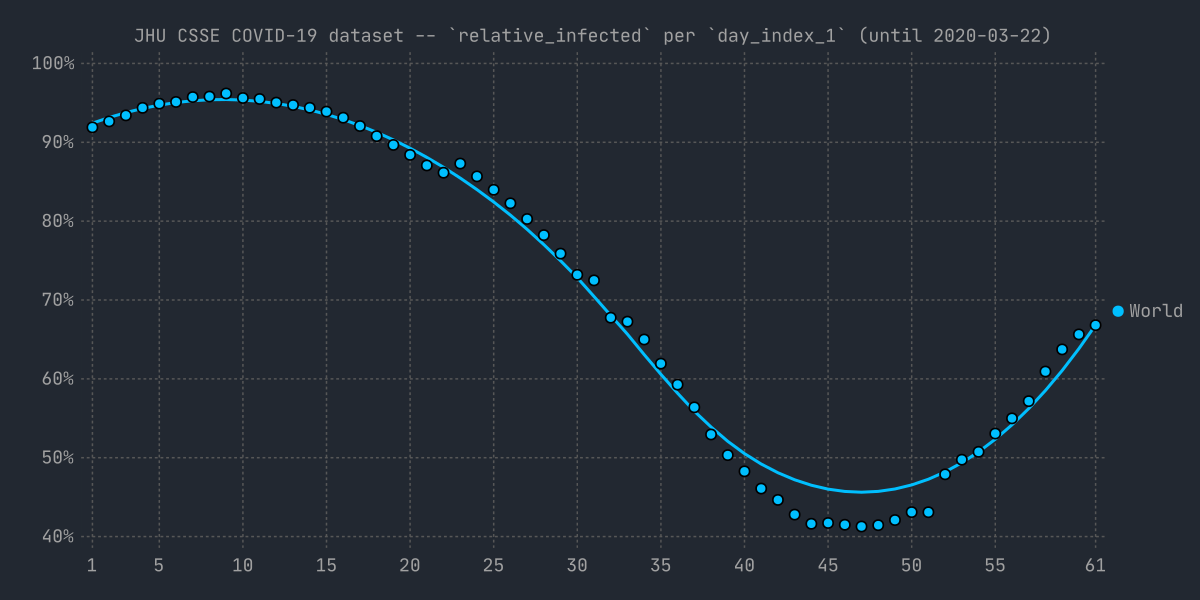 JHU CSSE COVID-19 dataset -- `relative_infected` per `day_index_1` (until 2020-03-22)
100%
90%
80%
70%
60%
50%
40%
World
1 5 10 15 20 25 30 35 40 45 50 55 61